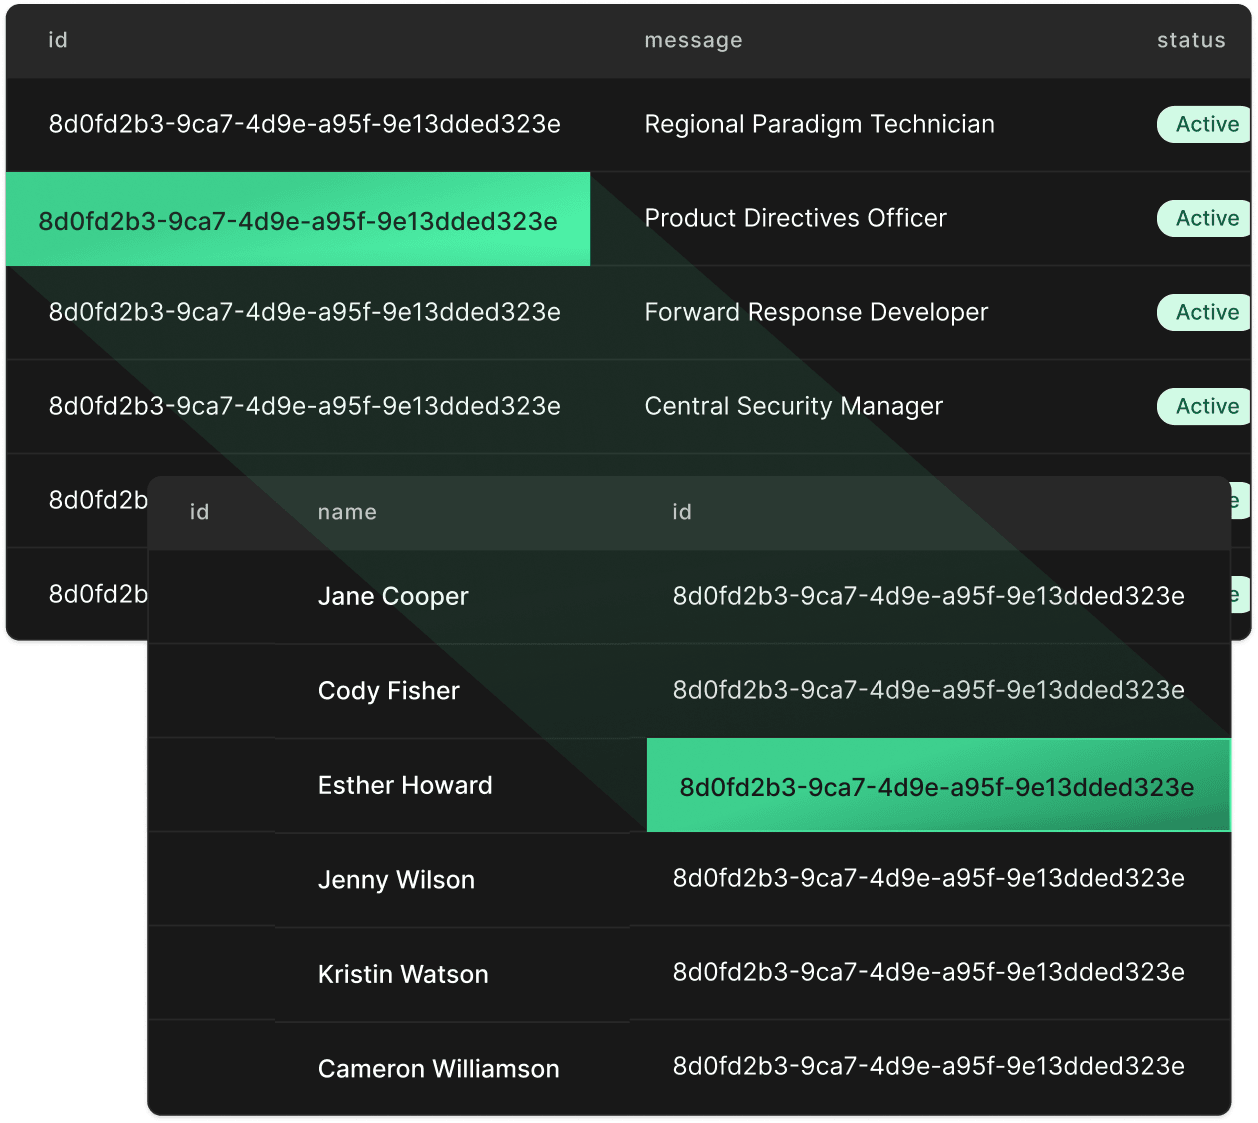 id message status
8d0fd2b3-9ca7-4d9e-a95f-9e13dded323e Regional Paradigm Technician Active
8d0fd2b3-9ca7-4d9e-a95f-9e13dded323e Product Directives Officer Active
8d0fd2b3-9ca7-4d9e-a95f-9e13dded323e Forward Response Developer Active
8d0fd2b3-9ca7-4d9e-a95f-9e13dded323e Central Security Manager Active
8d0fd2b e
8d0fd2b e
id name id
Jane Cooper 8d0fd2b3-9ca7-4d9e-a95f-9e13dded323e
Cody Fisher 8d0fd2b3-9ca7-4d9e-a95f-9e13dded323e
Esther Howard 8d0fd2b3-9ca7-4d9e-a95f-9e13dded323e
Jenny Wilson 8d0fd2b3-9ca7-4d9e-a95f-9e13dded323e
Kristin Watson 8d0fd2b3-9ca7-4d9e-a95f-9e13dded323e
Cameron Williamson 8d0fd2b3-9ca7-4d9e-a95f-9e13dded323e